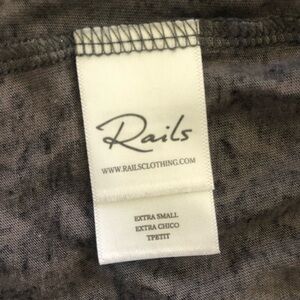 Rails
WWW.RAILSCLOTHING.COM
EXTRA SMALL
EXTRA CHICO
TPETIT